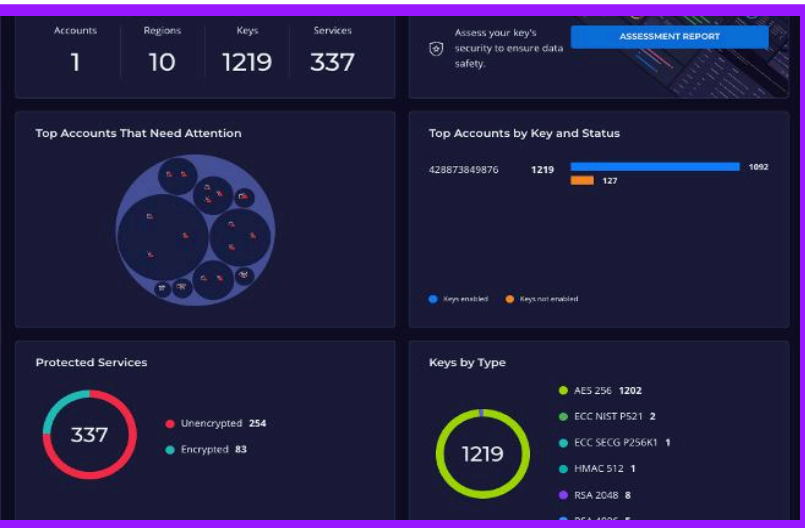 Accounts
Regions
Keys
Services
1
10
1219
337
Assess your key's
security to ensure data
safety.
ASSESSMENT REPORT
Top Accounts That Need Attention
Top Accounts by Key and Status
428873849876
1219
1092
127
Keys enabled
Keys not enabled
Protected Services
337
Unencrypted 254
Encrypted 83
Keys by Type
1219
AES 256 1202
ECC NIST P521 2
ECC SECG P256K1 1
HMAC 512 1
RSA 2048 8